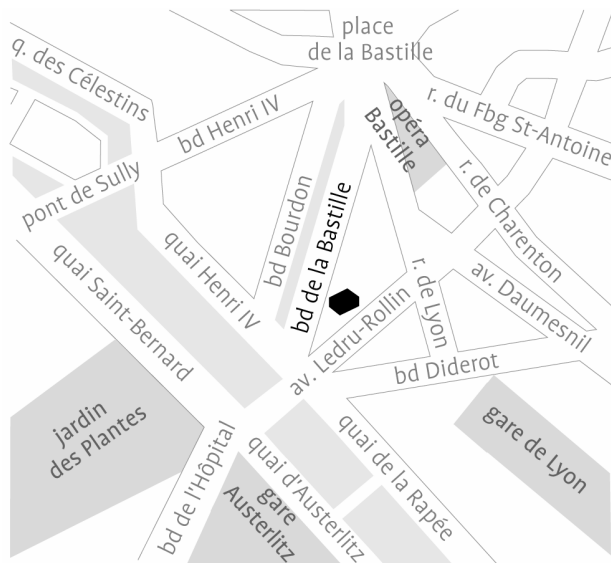 place
de la Bastille
q. des Célestins
bd Henri IV
opéra
Bastille
r. du Fbg St-Antoine
pont de Sully
bd Bourdon
bd de la Bastille
r. de Charenton
quai Henri IV
quai Saint-Bernard
r. de Lyon
av. Daumesnil
av. Ledru-Rollin
bd Diderot
jardin
des Plantes
gare de Lyon
bd de l'Hôpital
quai d'Austerlitz
quai de la Rapée
gare
Austerlitz